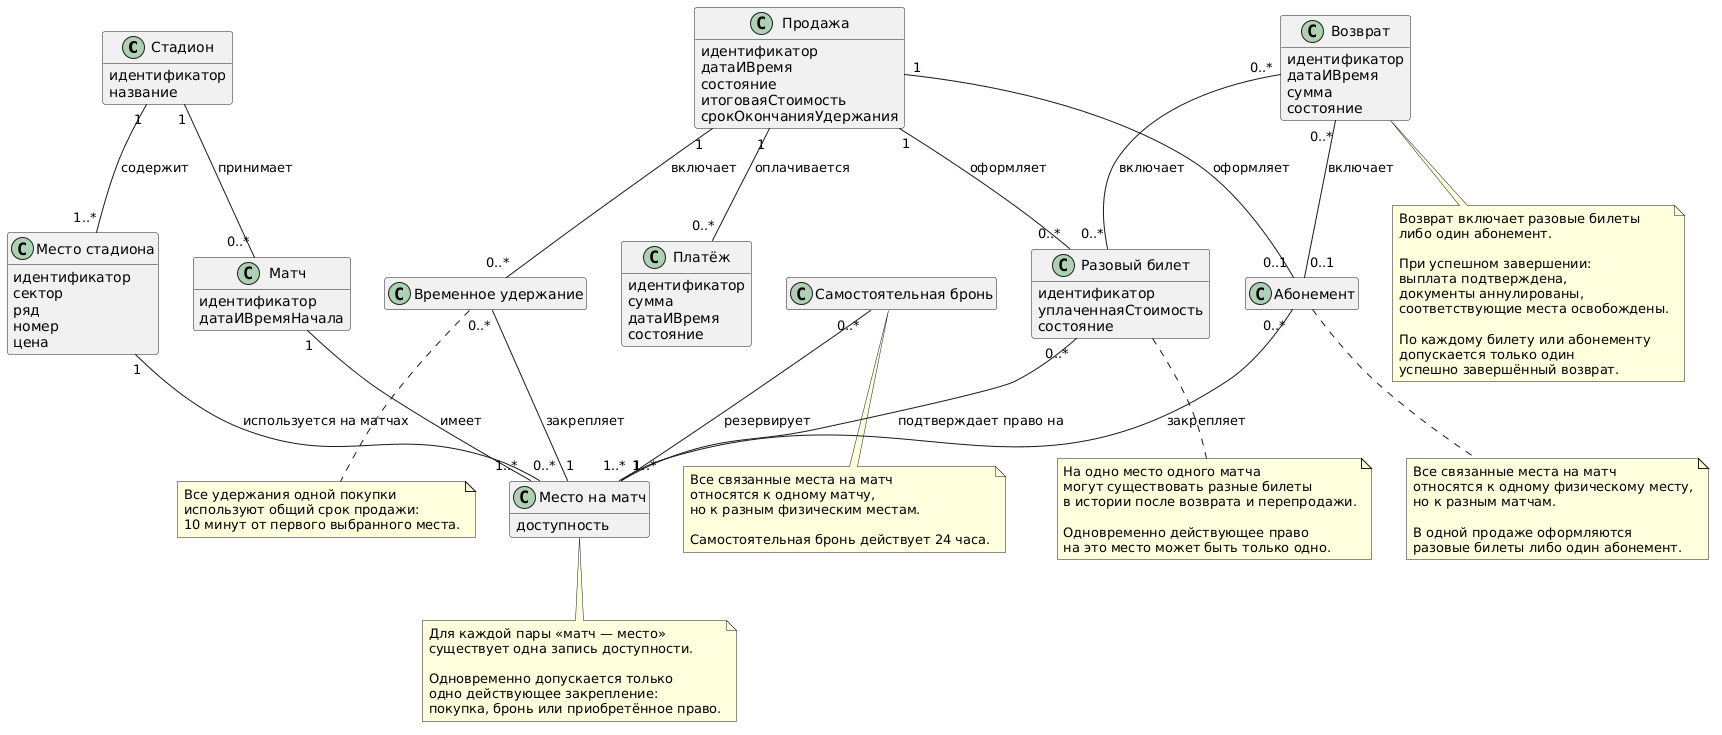 C Стадион
идентификатор
название
C Продажа
идентификатор
датаИВремя
состояние
итоговаяСтоимость
срокОкончанияУдержания
C Возврат
идентификатор
датаИВремя
сумма
состояние
1
1
1
1
1
1
0..*
0..*
содержит
принимает
включает
оплачивается
оформляет
включает
оформляет
включает
1..*
0..*
0..*
0..*
0..*
0..*
0..1
0..1
C Место стадиона
идентификатор
сектор
ряд
номер
цена
C Матч
идентификатор
датаИВремяНачала
C Временное удержание
C Платёж
идентификатор
сумма
датаИВремя
состояние
C Самостоятельная бронь
C Разовый билет
идентификатор
уплаченнаяСтоимость
состояние
C Абонемент
Возврат включает разовые билеты
либо один абонемент.
При успешном завершении:
выплата подтверждена,
документы аннулированы,
соответствующие места освобождены.
По каждому билету или абонементу
допускается только один
успешно завершённый возврат.
1
1
0..*
0..*
0..*
0..*
используется на матчах
имеет
закрепляет
резервирует
подтверждает право на
закрепляет
1..*
0..*
1
1..*
1
1..*
Все удержания одной покупки
используют общий срок продажи:
10 минут от первого выбранного места.
C Место на матч
доступность
Все связанные места на матч
относятся к одному матчу,
но к разным физическим местам.
Самостоятельная бронь действует 24 часа.
На одно место одного матча
могут существовать разные билеты
в истории после возврата и перепродажи.
Одновременно действующее право
на это место может быть только одно.
Все связанные места на матч
относятся к одному физическому месту,
но к разным матчам.
В одной продаже оформляются
разовые билеты либо один абонемент.
Для каждой пары «матч — место»
существует одна запись доступности.
Одновременно допускается только
одно действующее закрепление:
покупка, бронь или приобретённое право.